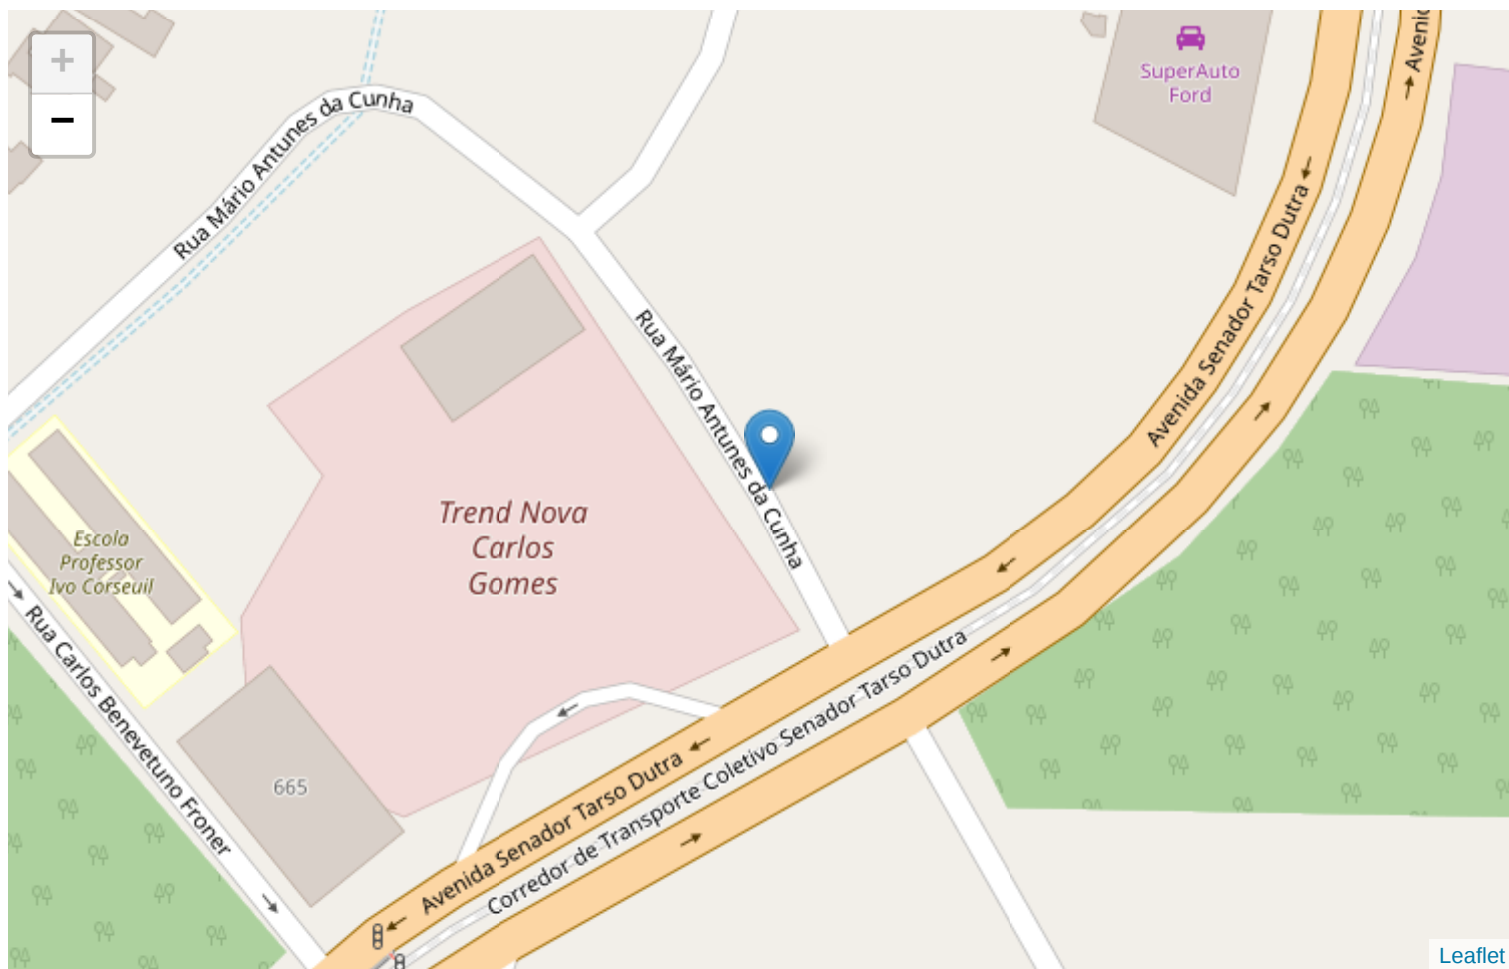 +
−
SuperAuto
Ford
Avenic
Rua Mário Antunes da Cunha
Avenida Senador Tarso Dutra
Rua Mário Antunes da Cunha
Trend Nova
Carlos
Gomes
Escola
Professor
Ivo Corseuil
Rua Carlos Benevetuno Froner
665
Avenida Senador Tarso Dutra
Corredor de Transporte Coletivo Senador Tarso Dutra
Leaflet